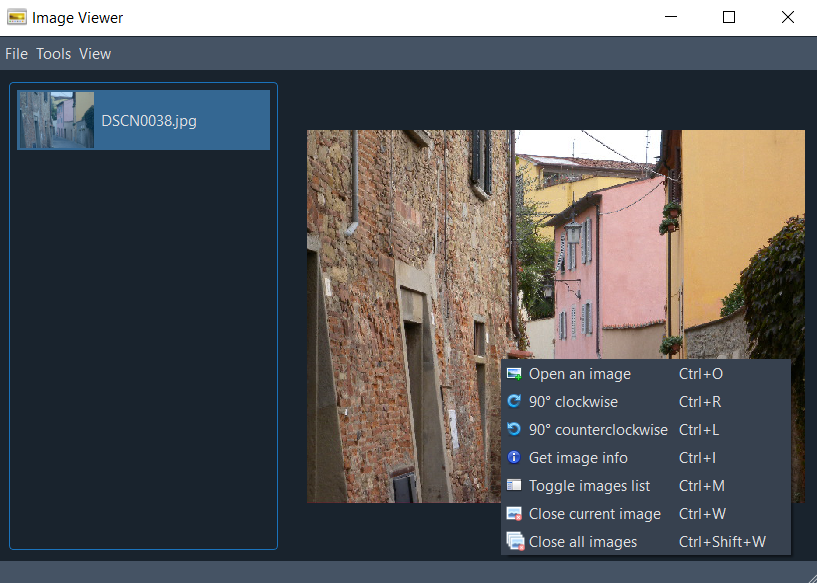 Image Viewer
File Tools View
DSCN0038.jpg
Open an image Ctrl+O
90° clockwise Ctrl+R
90° counterclockwise Ctrl+L
Get image info Ctrl+I
Toggle images list Ctrl+M
Close current image Ctrl+W
Close all images Ctrl+Shift+W